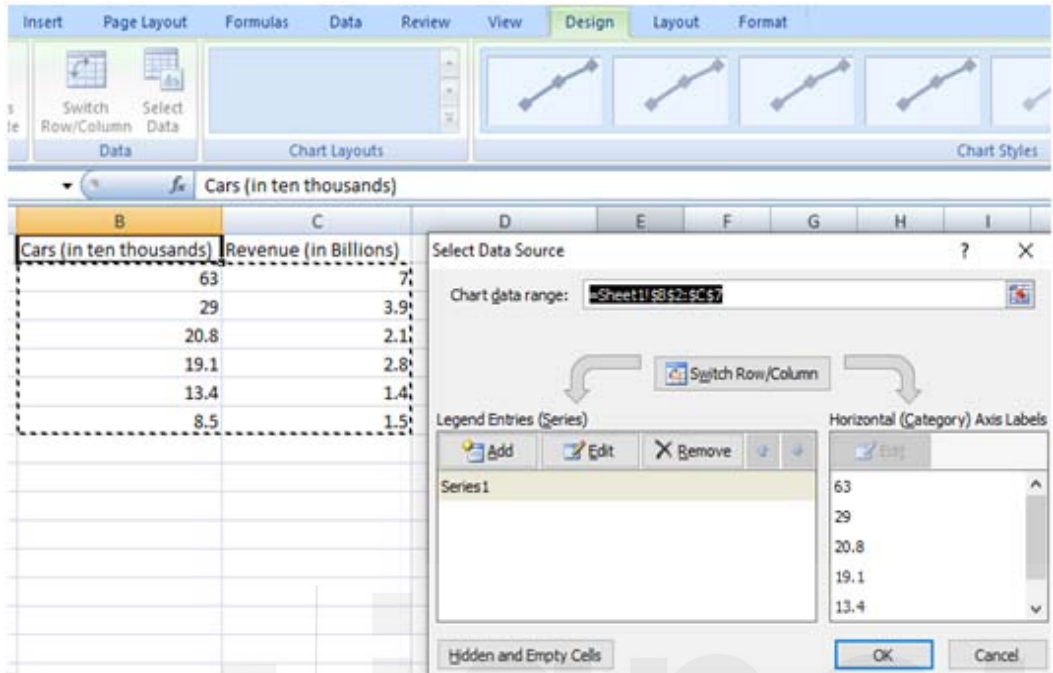 Insert Page Layout Formulas Data Review View Design Layout Format
Switch Select
Row/Column Data
Data Chart Layouts Chart Styles
fx Cars (in ten thousands)
B C D E F G H I
Cars (in ten thousands) Revenue (in Billions)
63 7
29 3.9
20.8 2.1
19.1 2.8
13.4 1.4
8.5 1.5
Select Data Source ? X
Chart data range: =Sheet1!$B$2:$C$7
Switch Row/Column
Legend Entries (Series) Horizontal (Category) Axis Labels
Add Edit Remove Edit
Series1 63
29
20.8
19.1
13.4
Hidden and Empty Cells OK Cancel